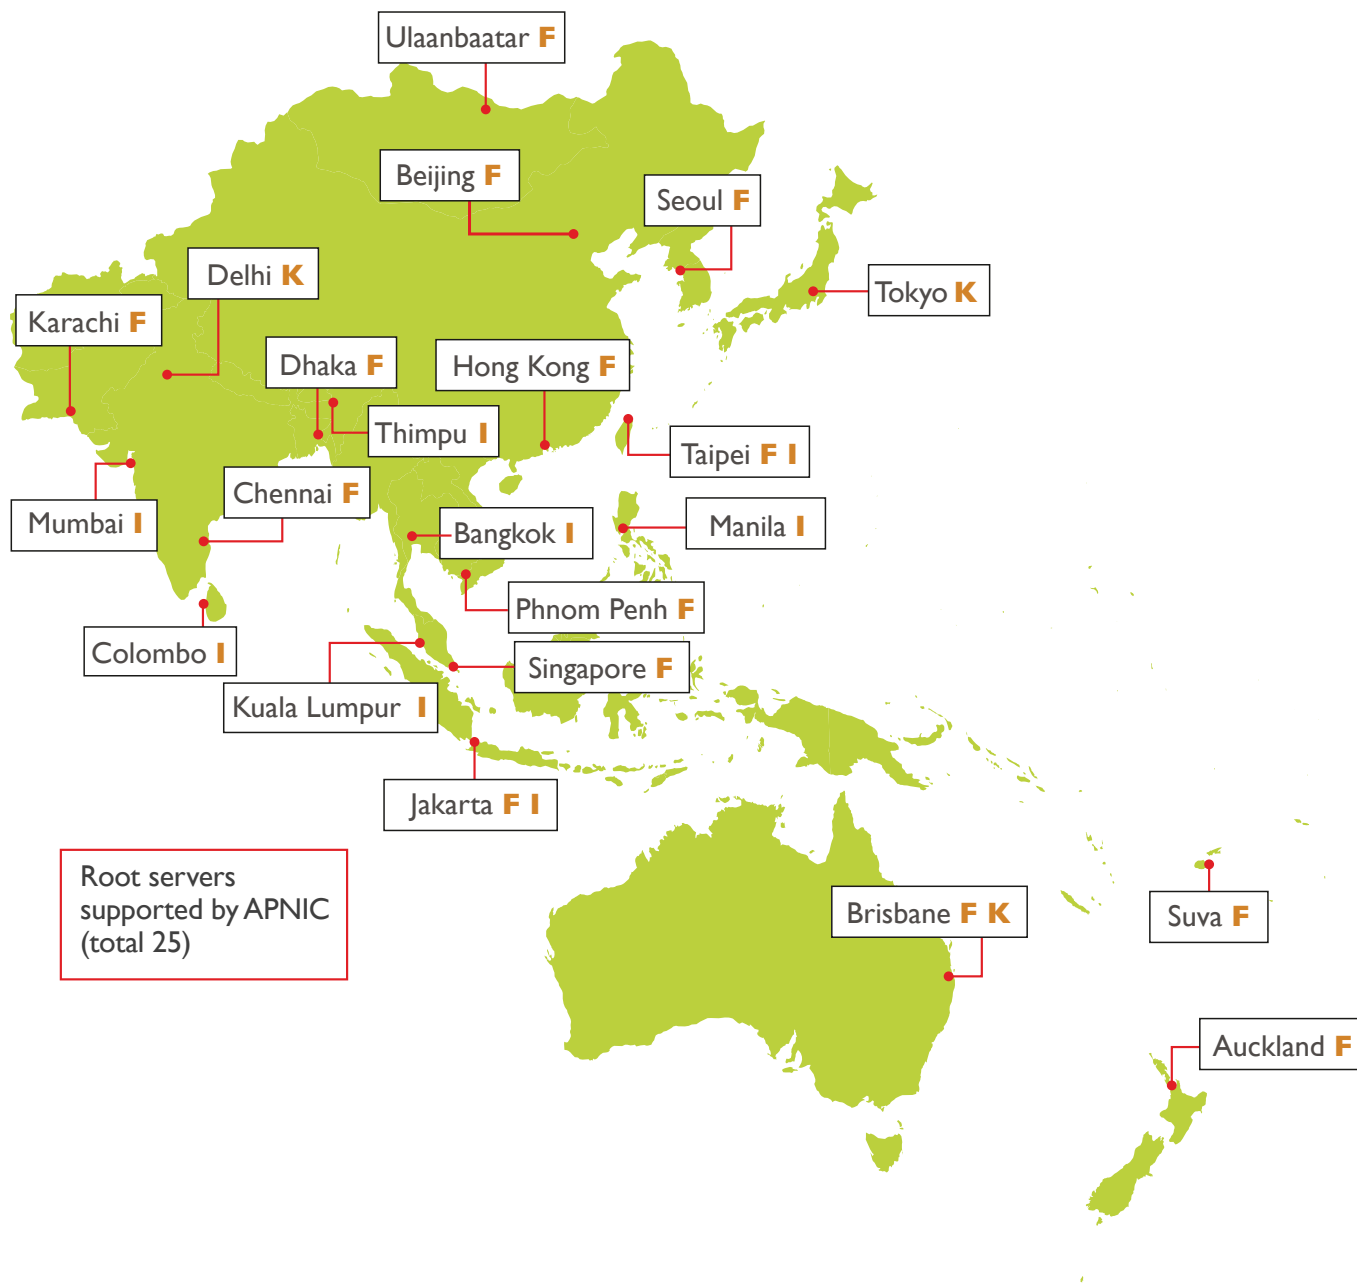 Ulaanbaatar F
Beijing F
Seoul F
Delhi K
Tokyo K
Karachi F
Dhaka F
Hong Kong F
Thimpu I
Taipei F I
Chennai F
Mumbai I
Bangkok I
Manila I
Phnom Penh F
Colombo I
Singapore F
Kuala Lumpur I
Jakarta F I
Root servers
supported by APNIC
(total 25)
Brisbane F K
Suva F
Auckland F